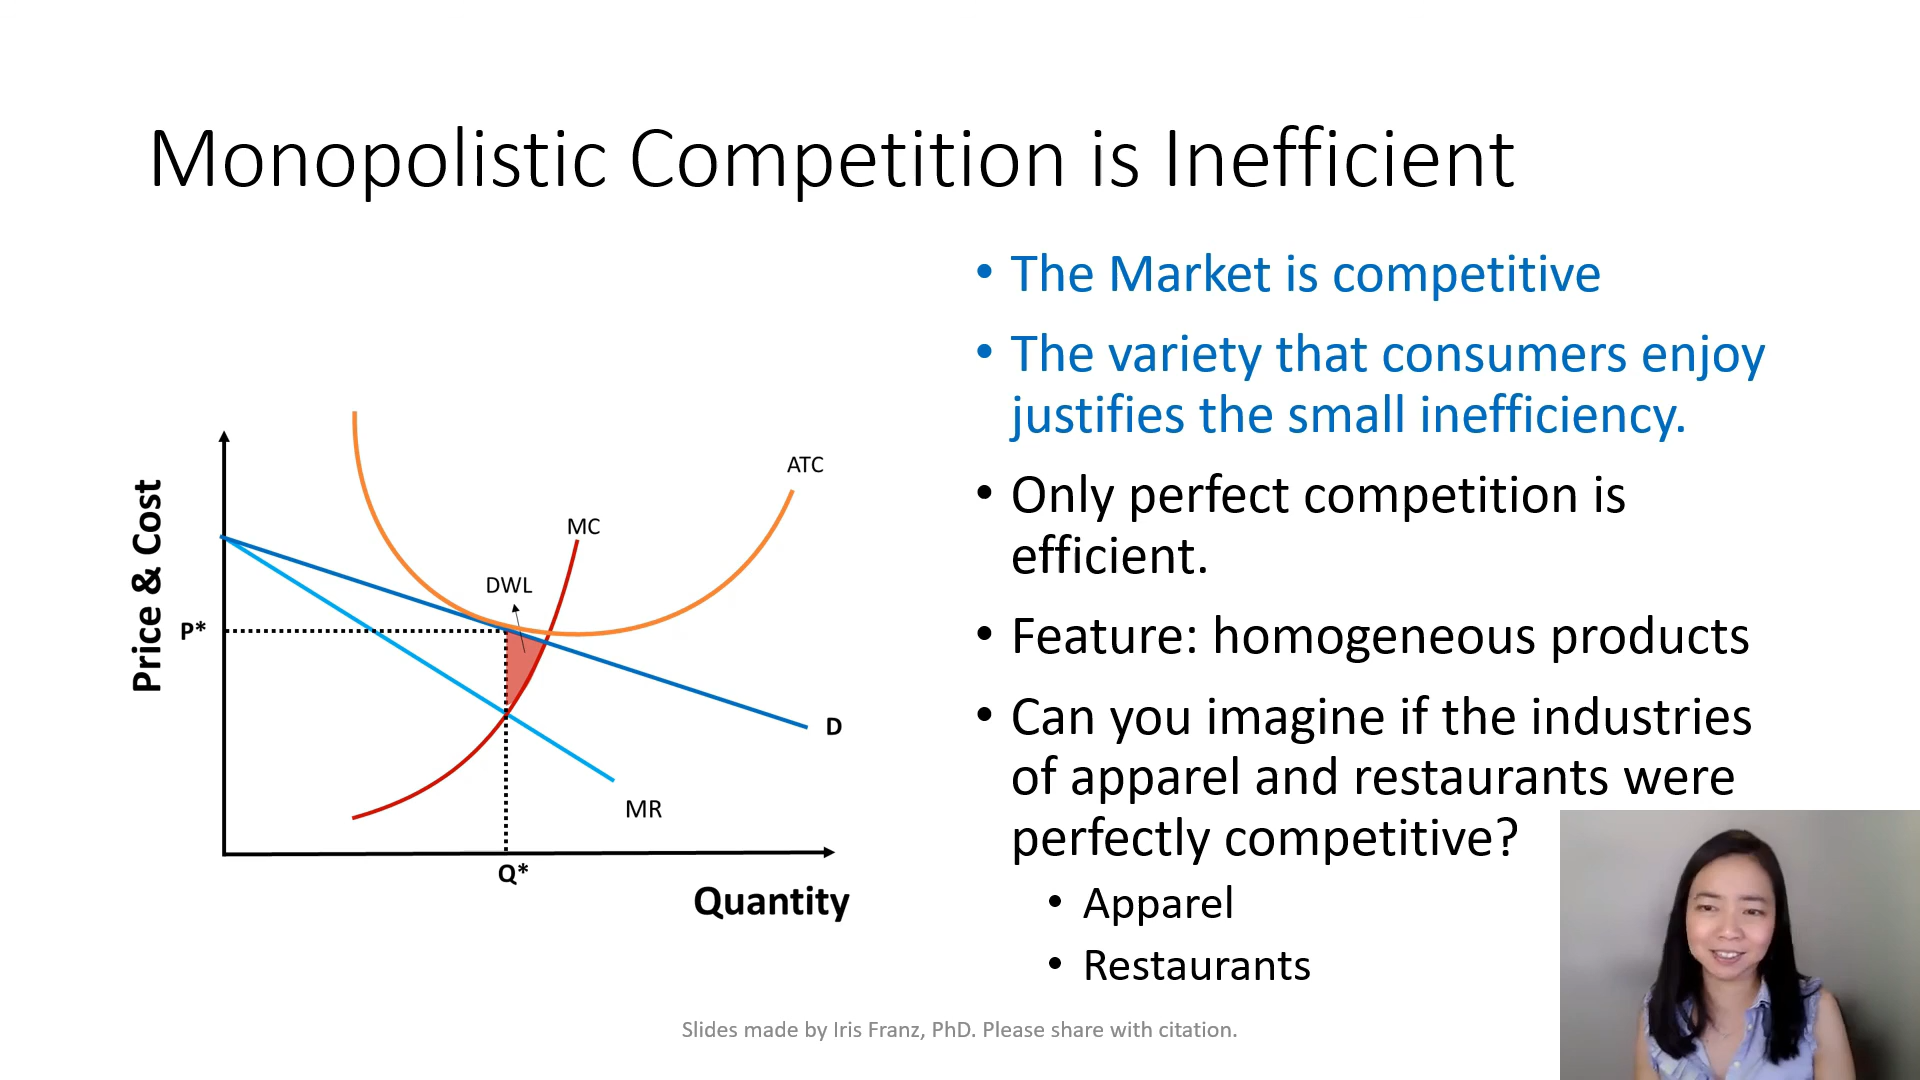 Monopolistic Competition is Inefficient
• The Market is competitive
• The variety that consumers enjoy
justifies the small inefficiency.
• Only perfect competition is
efficient.
• Feature: homogeneous products
• Can you imagine if the industries
of apparel and restaurants were
perfectly competitive?
• Apparel
• Restaurants
Price & Cost
ATC
MC
DWL
P*
D
MR
Q*
Quantity
Slides made by Iris Franz, PhD. Please share with citation.